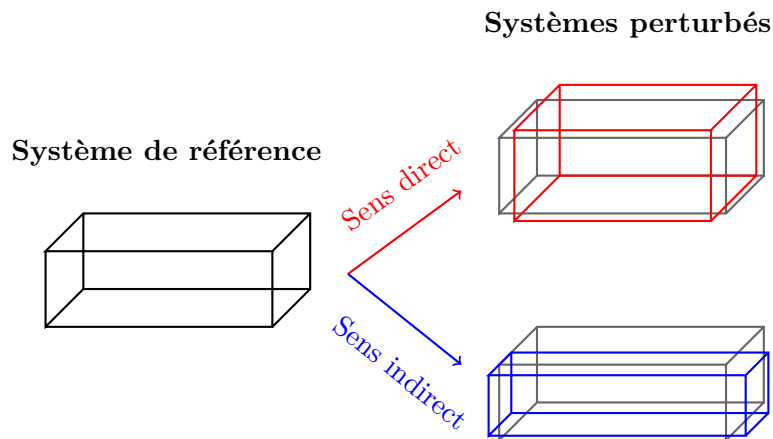 Systèmes perturbés
Système de référence
Sens direct
Sens indirect